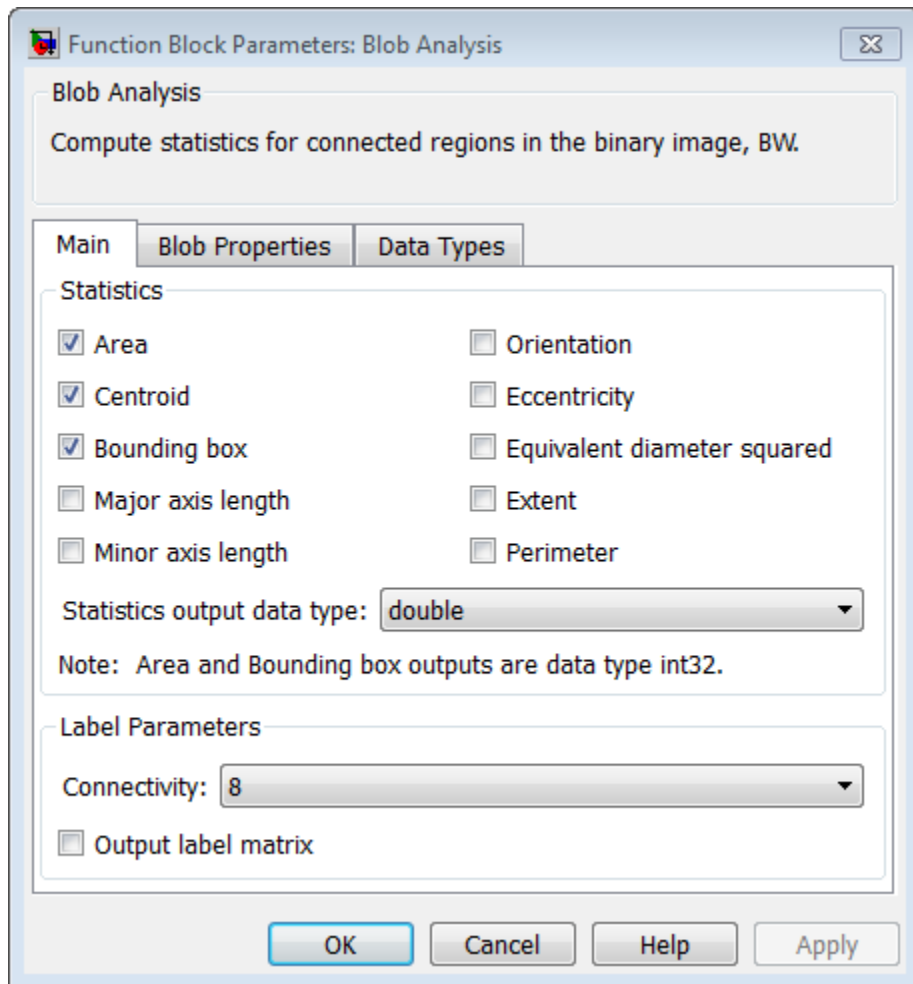 Function Block Parameters: Blob Analysis
Blob Analysis
Compute statistics for connected regions in the binary image, BW.
Main Blob Properties Data Types
Statistics
Area Orientation
Centroid Eccentricity
Bounding box Equivalent diameter squared
Major axis length Extent
Minor axis length Perimeter
Statistics output data type: double
Note: Area and Bounding box outputs are data type int32.
Label Parameters
Connectivity: 8
Output label matrix
OK Cancel Help Apply